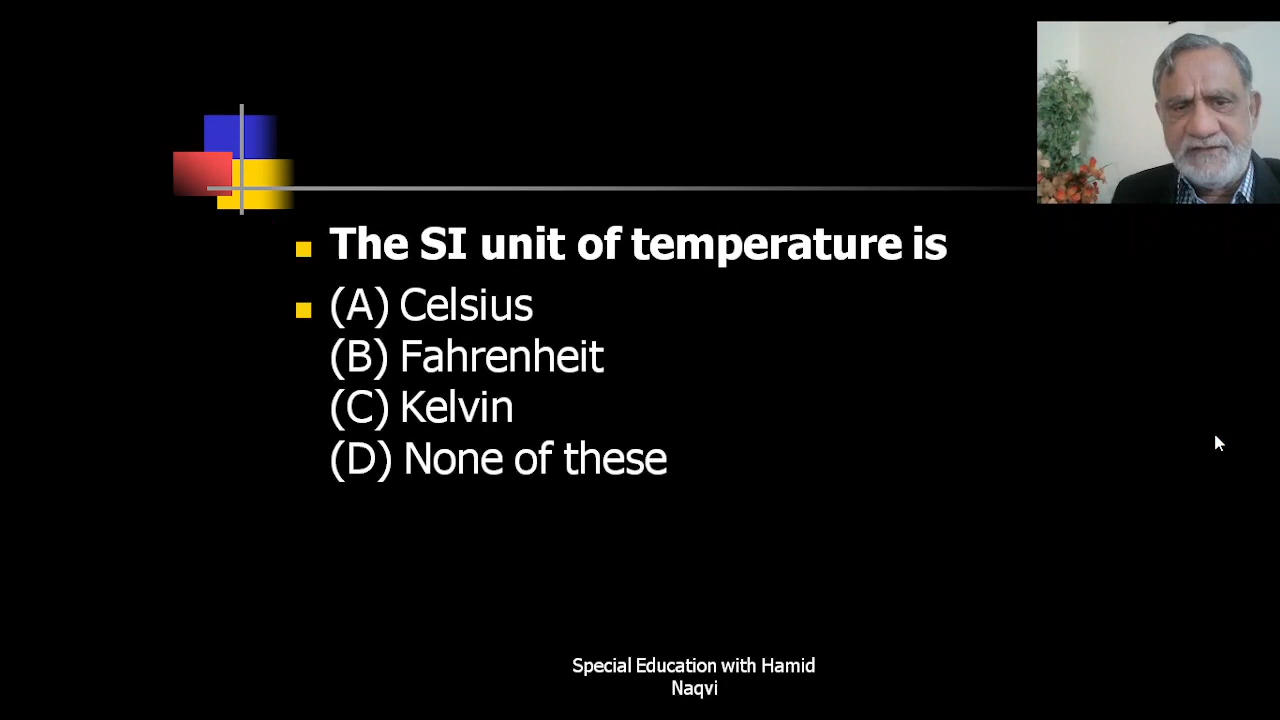 The SI unit of temperature is
(A) Celsius
(B) Fahrenheit
(C) Kelvin
(D) None of these
Special Education with Hamid
Naqvi